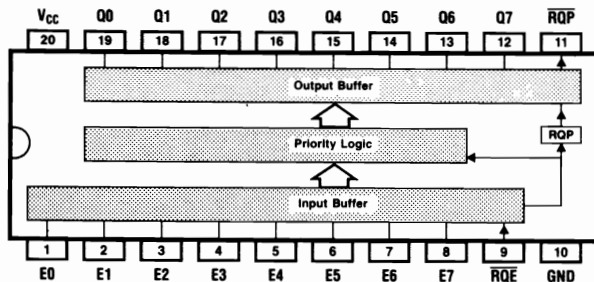 VCC Q0 Q1 Q2 Q3 Q4 Q5 Q6 Q7 RQP
20 19 18 17 16 15 14 13 12 11
Output Buffer
RQP
Priority Logic
Input Buffer
1 2 3 4 5 6 7 8 9 10
E0 E1 E2 E3 E4 E5 E6 E7 RQE GND